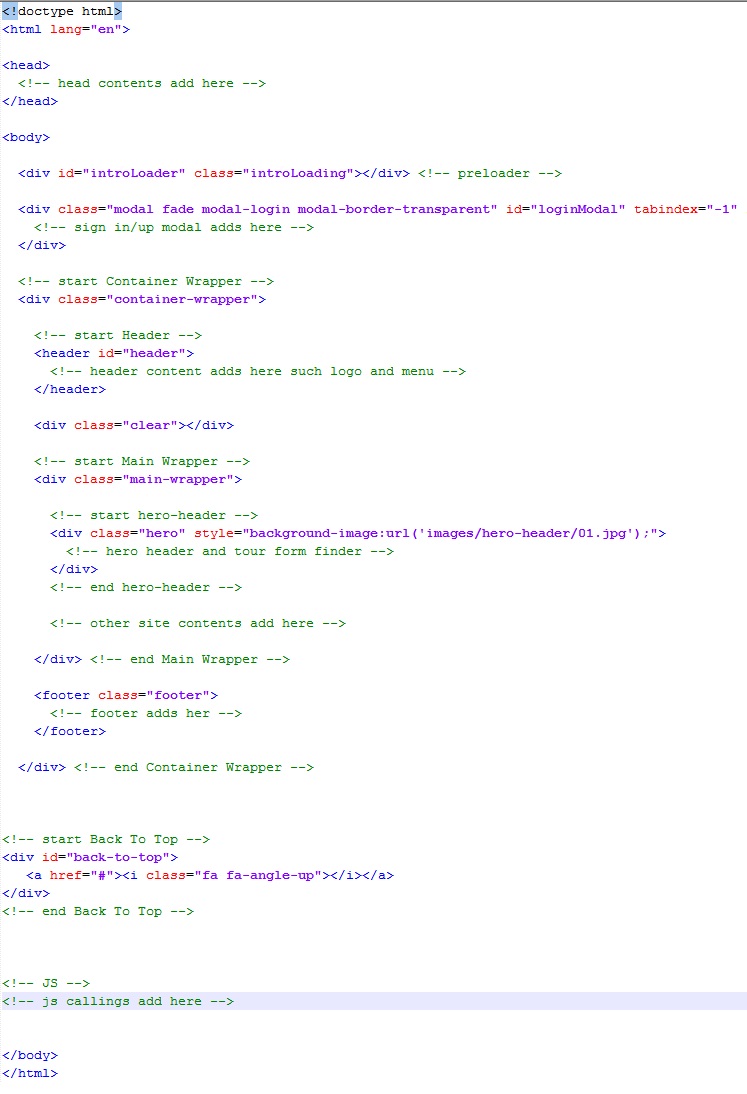 <!doctype html>
<html lang="en">
<head>
<!-- head contents add here -->
</head>
<body>
<div id="introLoader" class="introLoading"></div> <!-- preloader -->
<div class="modal fade modal-login modal-border-transparent" id="loginModal" tabindex="-1"
<!-- sign in/up modal adds here -->
</div>
<!-- start Container Wrapper -->
<div class="container-wrapper">
<!-- start Header -->
<header id="header">
<!-- header content adds here such logo and menu -->
</header>
<div class="clear"></div>
<!-- start Main Wrapper -->
<div class="main-wrapper">
<!-- start hero-header -->
<div class="hero" style="background-image:url('images/hero-header/01.jpg');">
<!-- hero header and tour form finder -->
</div>
<!-- end hero-header -->
<!-- other site contents add here -->
</div> <!-- end Main Wrapper -->
<footer class="footer">
<!-- footer adds her -->
</footer>
</div> <!-- end Container Wrapper -->
<!-- start Back To Top -->
<div id="back-to-top">
<a href="#"><i class="fa fa-angle-up"></i></a>
</div>
<!-- end Back To Top -->
<!-- JS -->
<!-- js callings add here -->
</body>
</html>